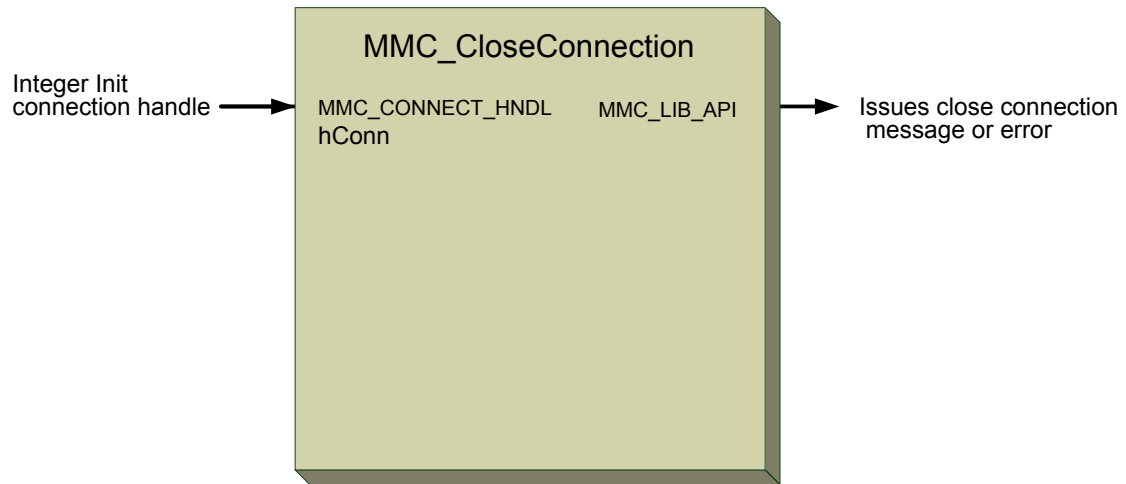 MMC_CloseConnection
Integer Init
connection handle
MMC_CONNECT_HNDL
hConn
MMC_LIB_API
Issues close connection
message or error